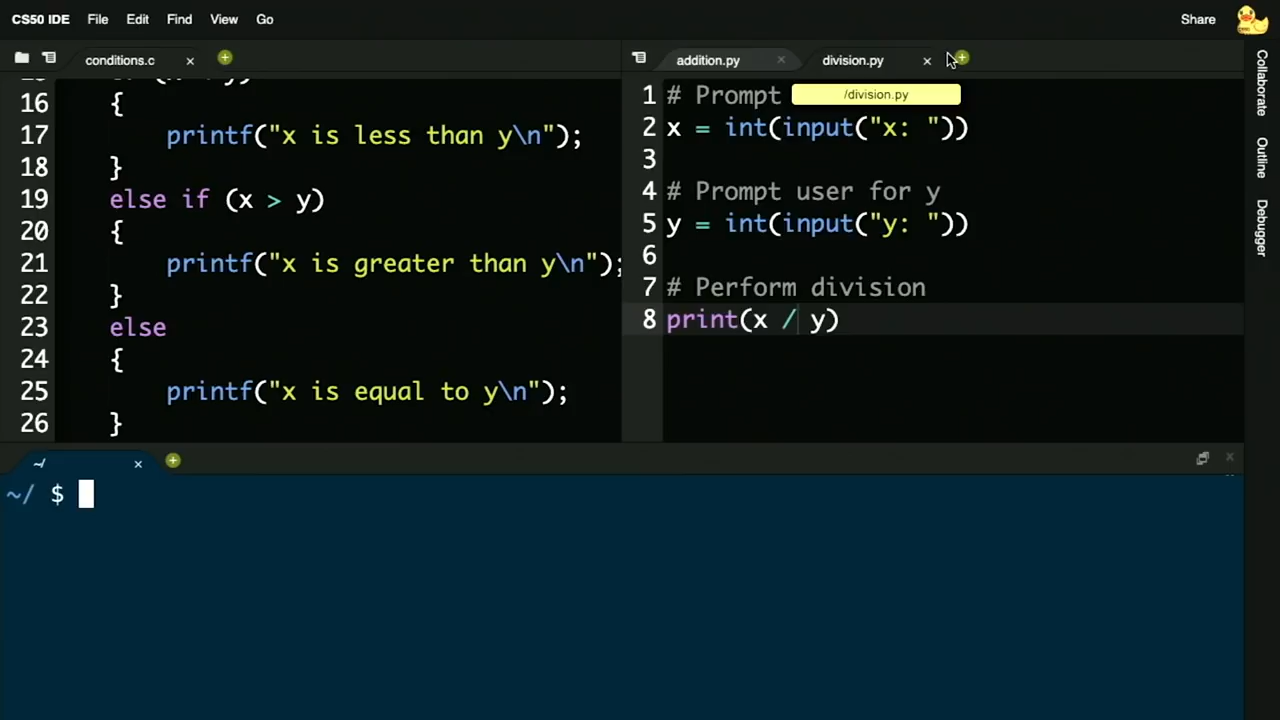 CS50 IDE File Edit Find View Go Share
conditions.c
16 {
17 printf("x is less than y\n");
18 }
19 else if (x > y)
20 {
21 printf("x is greater than y\n");
22 }
23 else
24 {
25 printf("x is equal to y\n");
26 }
addition.py division.py
/division.py
1 # Prompt
2 x = int(input("x: "))
3
4 # Prompt user for y
5 y = int(input("y: "))
6
7 # Perform division
8 print(x / y)
Collaborate
Outline
Debugger
~/
~/ $